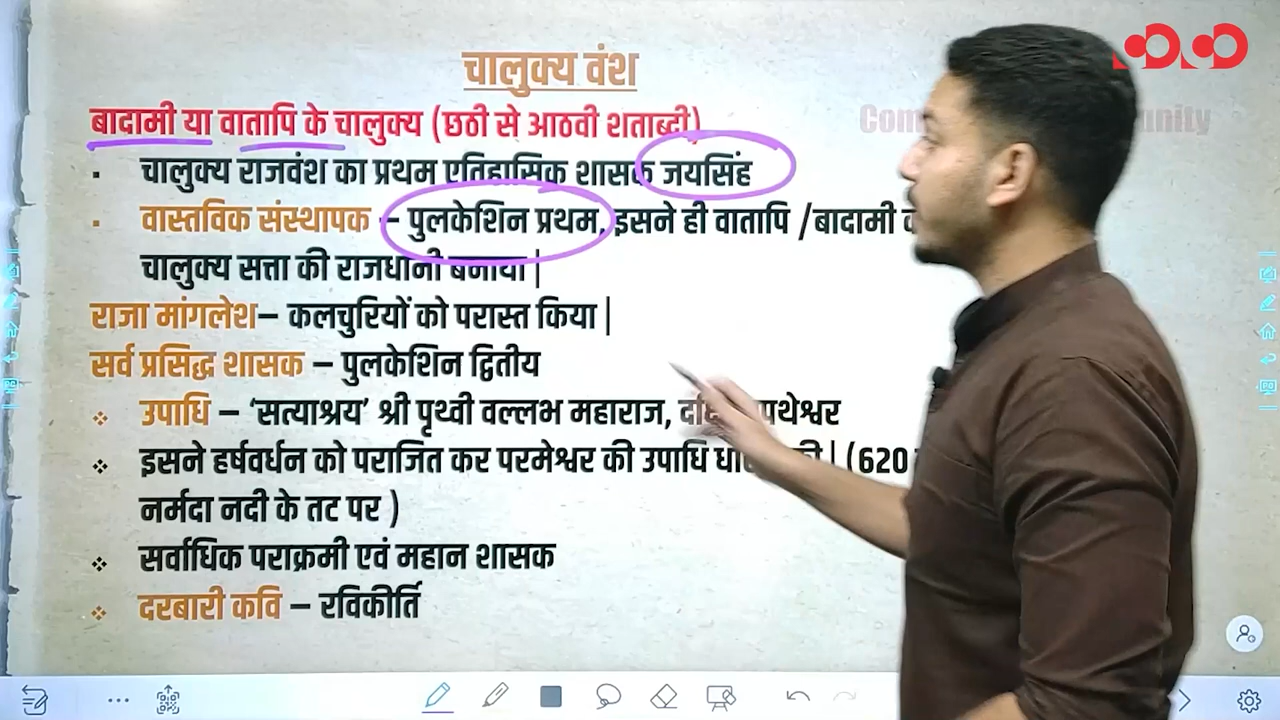 चालुक्य वंश
बादामी या वातापि के चालुक्य (छठी से आठवी शताब्दी)
चालुक्य राजवंश का प्रथम एतिहासिक शासक जयसिंह
वास्तविक संस्थापक – पुलकेशिन प्रथम, इसने ही वातापि /बादामी
चालुक्य सत्ता की राजधानी बनाया |
राजा मांगलेश– कलचुरियों को परास्त किया |
सर्व प्रसिद्ध शासक – पुलकेशिन द्वितीय
उपाधि – ‘सत्याश्रय’ श्री पृथ्वी वल्लभ महाराज,
इसने हर्षवर्धन को पराजित कर परमेश्वर की उपाधि | (620
नर्मदा नदी के तट पर )
सर्वाधिक पराक्रमी एवं महान शासक
दरबारी कवि – रविकीर्ति